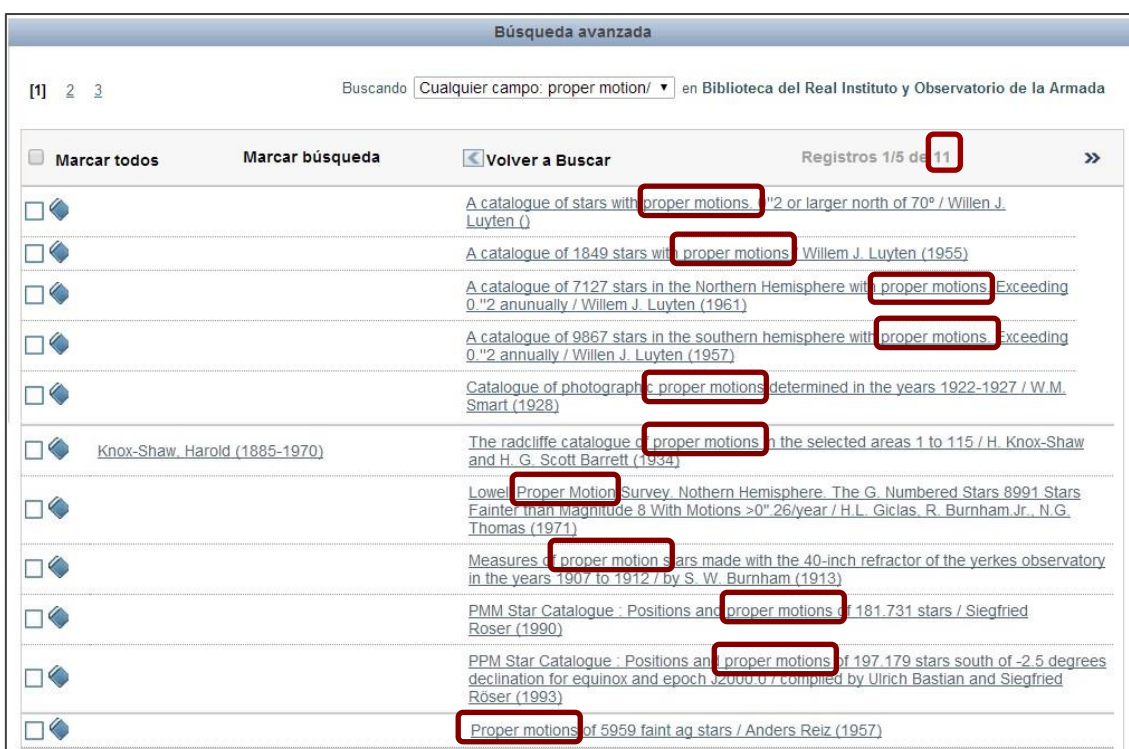 Búsqueda avanzada
[1] 2 3 Buscando Cualquier campo: proper motion/ en Biblioteca del Real Instituto y Observatorio de la Armada
Marcar todos Marcar búsqueda Volver a Buscar Registros 1/5 de 11 »
A catalogue of stars with proper motions. 0"2 or larger north of 70º / Willen J.
Luyten ()
A catalogue of 1849 stars with proper motions / Willem J. Luyten (1955)
A catalogue of 7127 stars in the Northern Hemisphere with proper motions. Exceeding
0."2 anunually / Willem J. Luyten (1961)
A catalogue of 9867 stars in the southern hemisphere with proper motions. Exceeding
0."2 annually / Willen J. Luyten (1957)
Catalogue of photographic proper motions determined in the years 1922-1927 / W.M.
Smart (1928)
Knox-Shaw, Harold (1885-1970) The radcliffe catalogue of proper motions in the selected areas 1 to 115 / H. Knox-Shaw
and H. G. Scott Barrett (1934)
Lowell Proper Motion Survey. Nothern Hemisphere. The G. Numbered Stars 8991 Stars
Fainter than Magnitude 8 With Motions >0".26/year / H.L. Giclas, R. Burnham.Jr., N.G.
Thomas (1971)
Measures of proper motion stars made with the 40-inch refractor of the yerkes observatory
in the years 1907 to 1912 / by S. W. Burnham (1913)
PMM Star Catalogue : Positions and proper motions of 181.731 stars / Siegfried
Roser (1990)
PPM Star Catalogue : Positions and proper motions of 197.179 stars south of -2.5 degrees
declination for equinox and epoch J2000.0 / compiled by Ulrich Bastian and Siegfried
Röser (1993)
Proper motions of 5959 faint ag stars / Anders Reiz (1957)